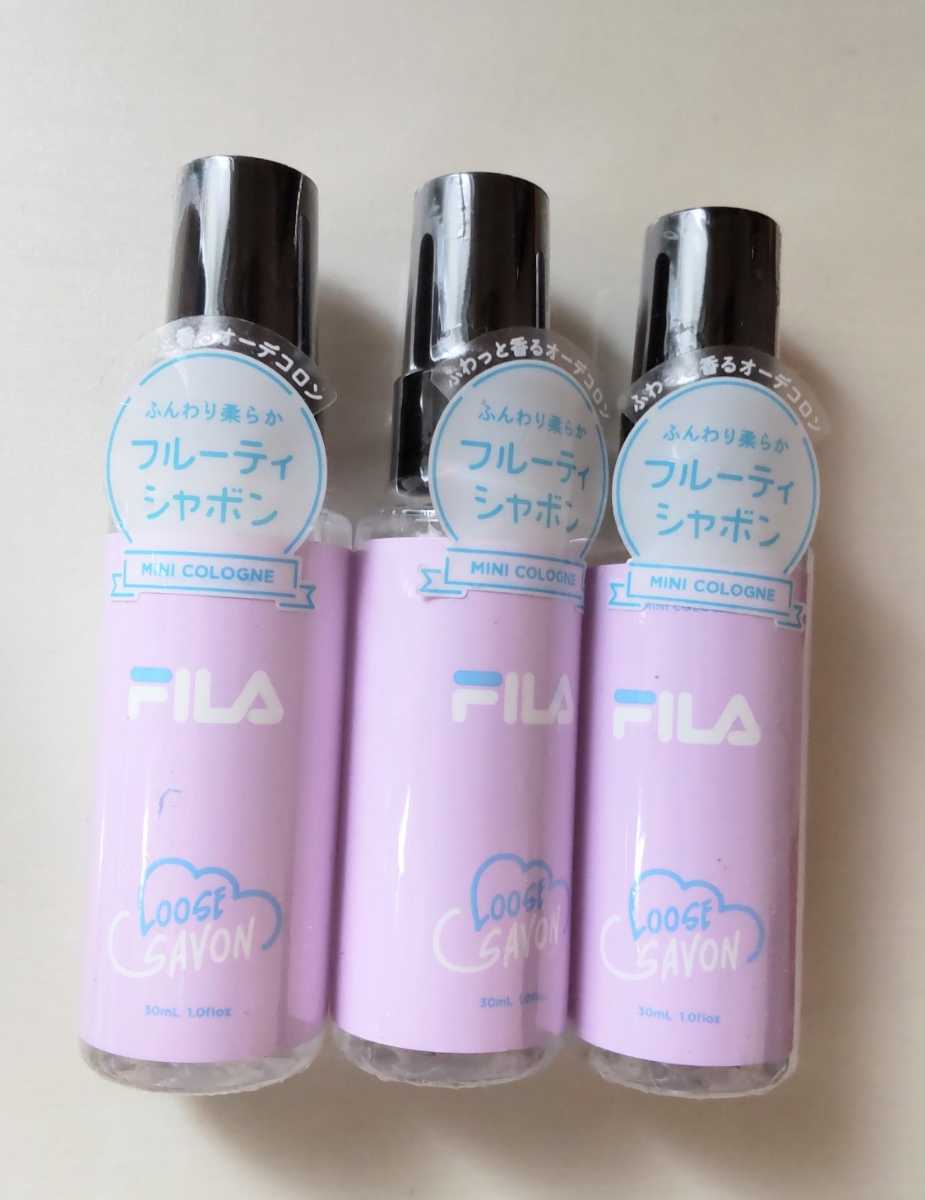 香るオーデコロン
ふんわり柔らか
フルーティ
シャボン
MINI COLOGNE
FILA
LOOSE
SAVON
30mL 1.0floz
ふわっと香るオーデコロン
ふんわり柔らか
フルーティ
シャボン
MINI COLOGNE
FILA
LOOSE
SAVON
30mL 1.0floz
ふわっと香るオーデコロン
ふんわり柔らか
フルーティ
シャボン
MINI COLOGNE
FILA
LOOSE
SAVON
30mL 1.0floz